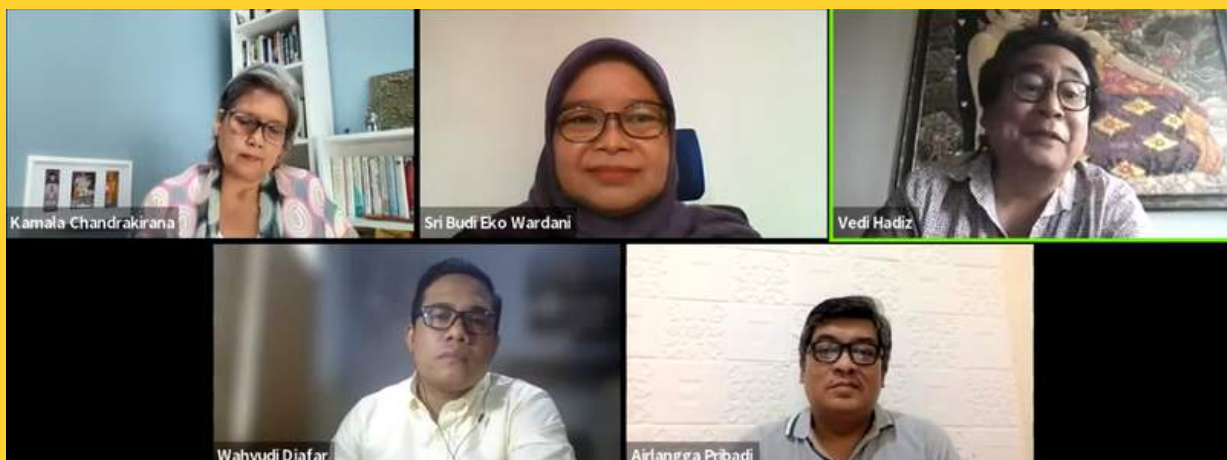 Kamala Chandrakirana
Sri Budi Eko Wardani
Vedi Hadiz
Wahyudi Djafar
Airlangga Pribadi